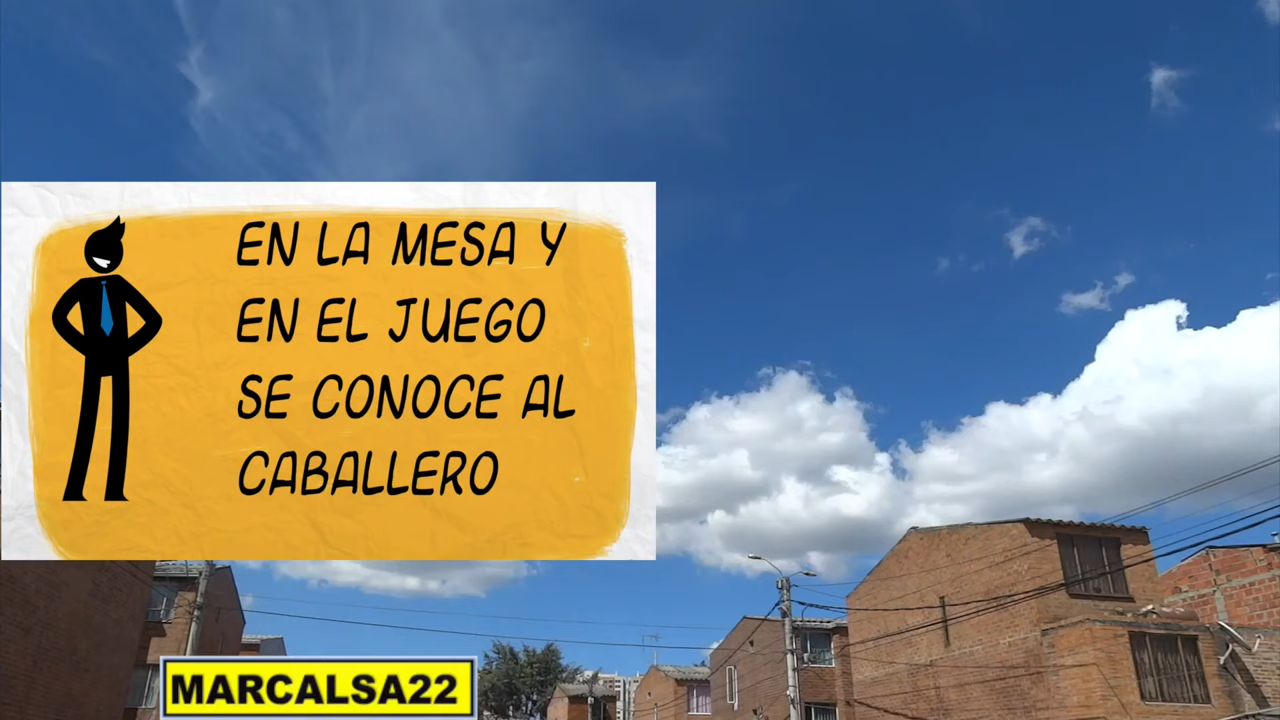 EN LA MESA Y
EN EL JUEGO
SE CONOCE AL
CABALLERO
MARCALSA22